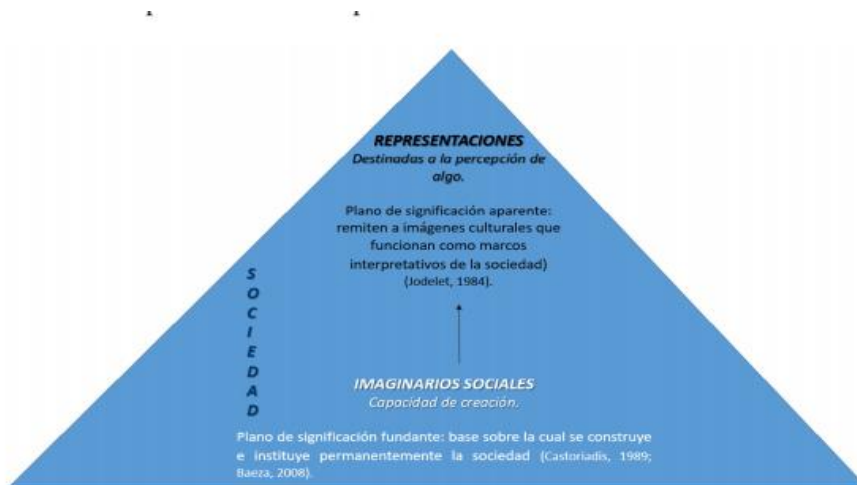 REPRESENTACIONES
Destinadas a la percepción de
algo.
Plano de significación aparente:
remiten a imágenes culturales que
funcionan como marcos
interpretativos de la sociedad)
(Jodelet, 1984).
SOCIEDAD
IMAGINARIOS SOCIALES
Capacidad de creación.
Plano de significación fundante: base sobre la cual se construye
e instituye permanentemente la sociedad (Castoriadis, 1989;
Baeza, 2008).